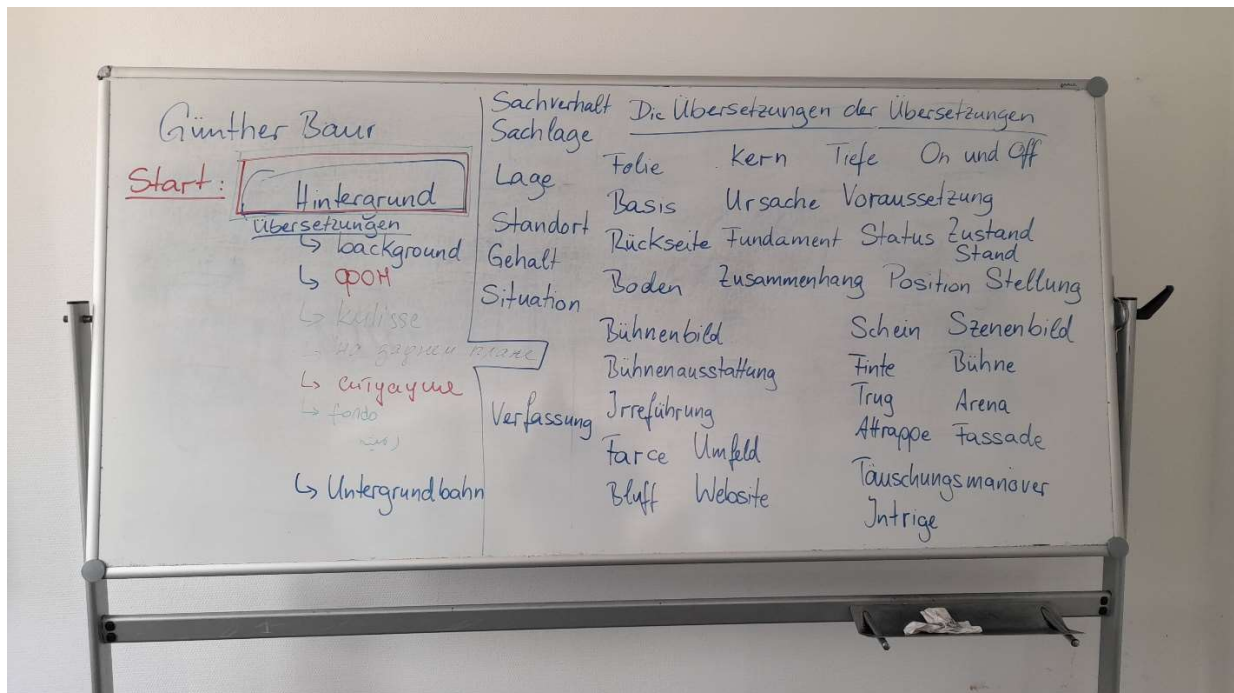 Günther Baur
Start:
Hintergrund
Übersetzungen
↳ background
↳ фон
↳ Kulisse
на заднем плане
↳ fondo
↳ Untergrundbahn
Sachverhalt
Sachlage
Lage
Standort
Gehalt
Situation
Verfassung
Die Übersetzungen der Übersetzungen
Folie Kern Tiefe On und Off
Basis Ursache Voraussetzung
Rückseite Fundament Status Zustand
Stand
Boden Zusammenhang Position Stellung
Bühnenbild Schein Szenenbild
Bühnenausstattung Finte Bühne
Irreführung Trug Arena
Farce Umfeld Attrappe Fassade
Bluff Website Täuschungsmanöver
Intrige